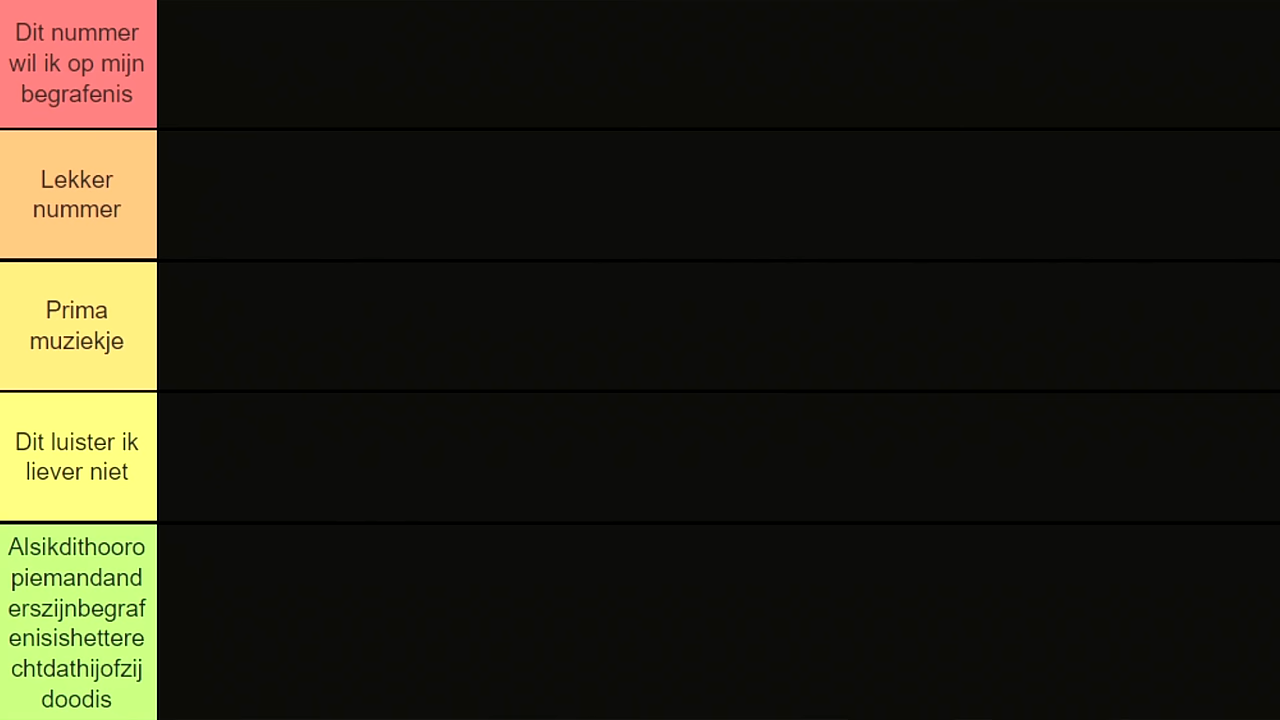 Dit nummer
wil ik op mijn
begrafenis
Lekker
nummer
Prima
muziekje
Dit luister ik
liever niet
Alsikdithooro
piemandand
erszijnbegraf
enisishettere
chtdathijofzij
doodis